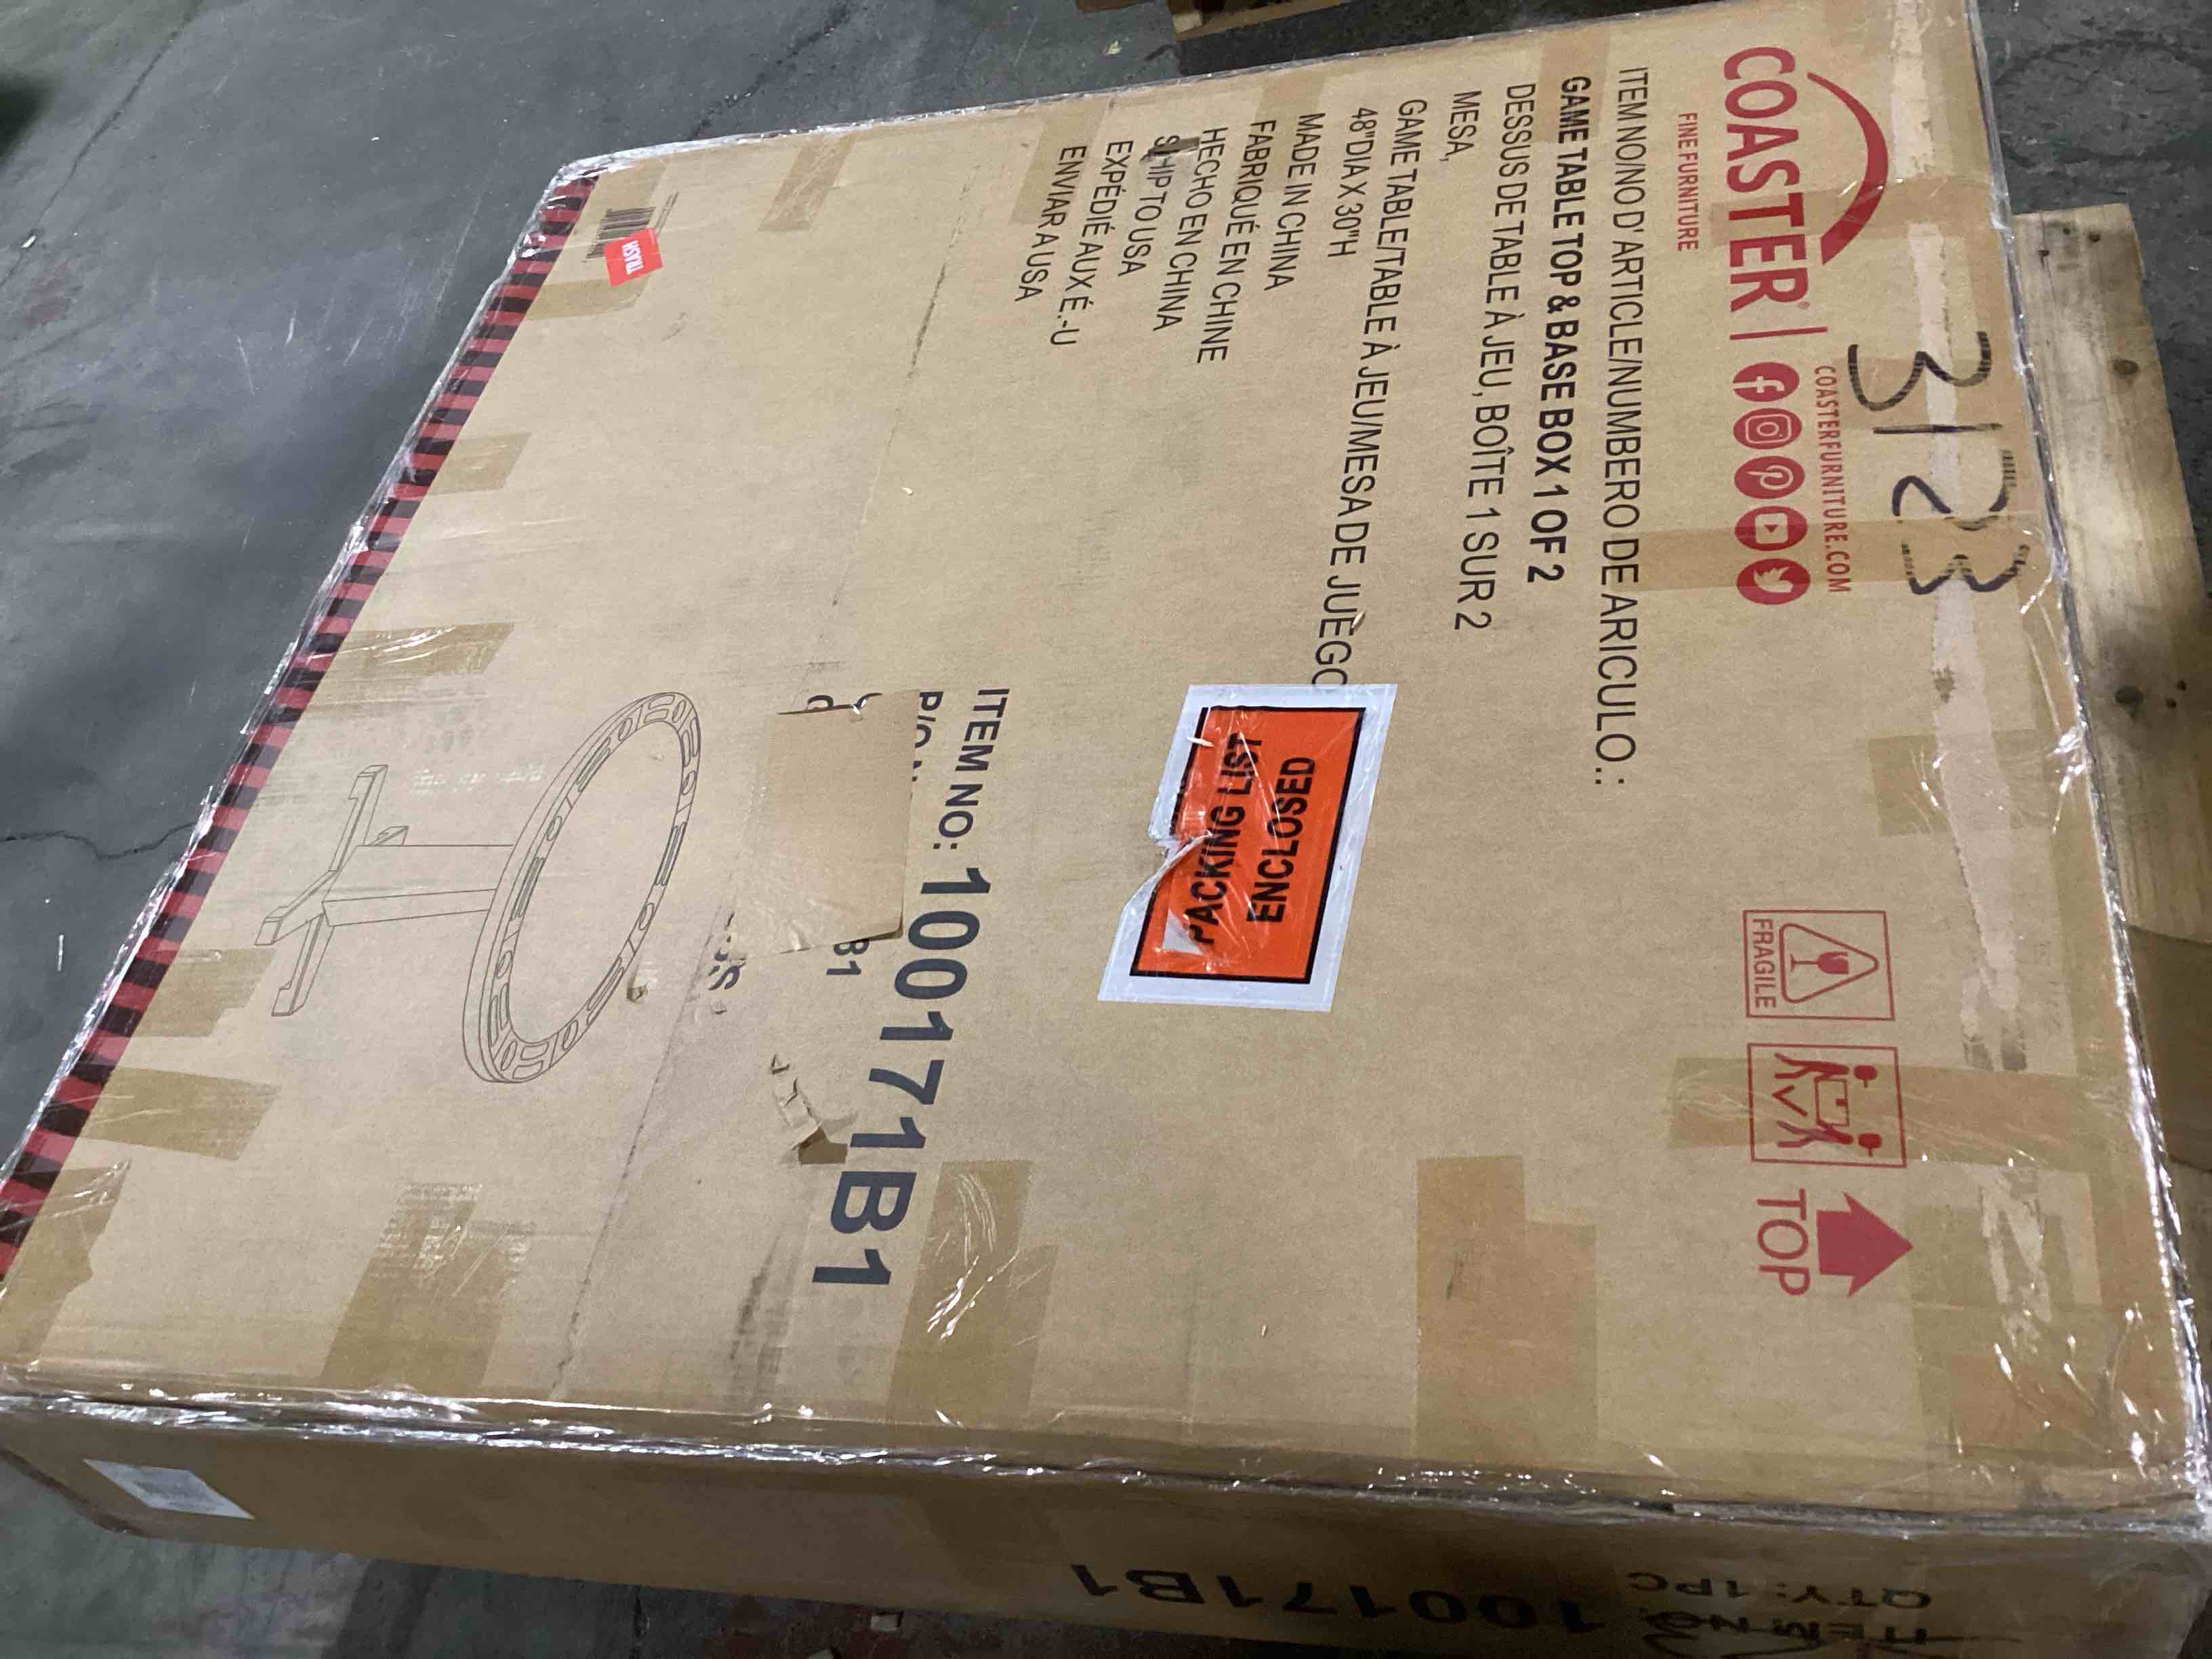 3123
COASTERFURNITURE.COM
COASTER®
FINE FURNITURE
ITEM NO/NO D' ARTICLE/NUMBERO DE ARICULO.:
GAME TABLE TOP & BASE BOX 1 OF 2
DESSUS DE TABLE À JEU, BOÎTE 1 SUR 2
MESA,
GAME TABLE/TABLE À JEU/MESA DE JUEGO
48"DIA X 30"H
MADE IN CHINA
FABRIQUÉ EN CHINE
HECHO EN CHINA
SHIP TO USA
EXPÉDIÉ AUX É.-U
ENVIAR A USA
FRAGILE
TOP
PACKING LIST
ENCLOSED
ITEM NO: 100171B1
B1
TRASH
100171B1
QTY: 1PC